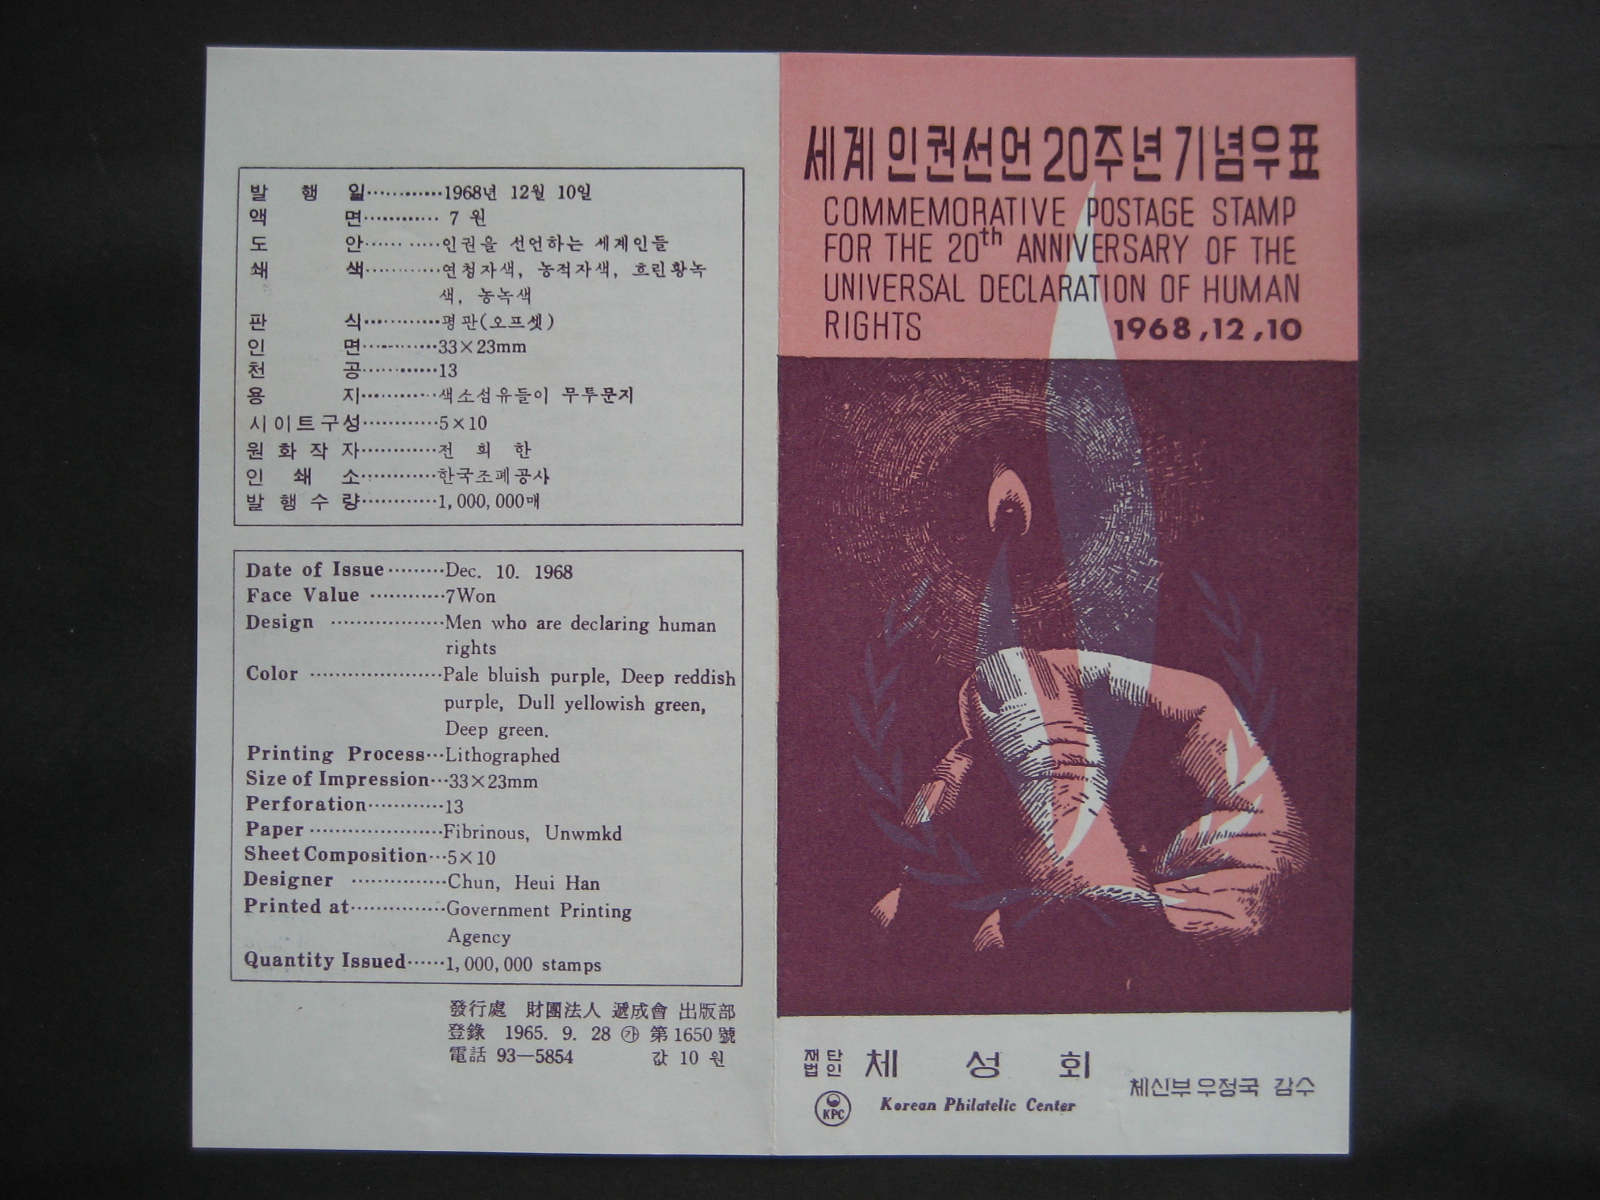 발 행 일············1968년 12월 10일
액 면············ 7 원
도 안············인권을 선언하는 세계인들
쇄 색············연청자색, 농적자색, 흐린황녹
색, 농녹색
판 식············평판(오프셋)
인 면············33×23mm
천 공············13
용 지············색소섬유들이 무투문지
시이트구성············5×10
원 화 작 자············전 희 한
인 쇄 소············한국조폐공사
발 행 수 량············1,000,000매
Date of Issue·········Dec. 10. 1968
Face Value ············7Won
Design ··················Men who are declaring human
rights
Color ·····················Pale bluish purple, Deep reddish
purple, Dull yellowish green,
Deep green.
Printing Process···Lithographed
Size of Impression···33×23mm
Perforation············13
Paper ·····················Fibrinous, Unwmkd
Sheet Composition···5×10
Designer ···············Chun, Heui Han
Printed at···············Government Printing
Agency
Quantity Issued······1,000,000 stamps
發行處 財團法人 遞成會 出版部
登錄 1965. 9. 28 ㉮ 第1650號
電話 93—5854 값 10 원
세계 인권선언 20주년 기념우표
COMMEMORATIVE POSTAGE STAMP
FOR THE 20th ANNIVERSARY OF THE
UNIVERSAL DECLARATION OF HUMAN
RIGHTS 1968,12,10
재단법인 체 성 회
체신부 우정국 감수
KPC Korean Philatelic Center